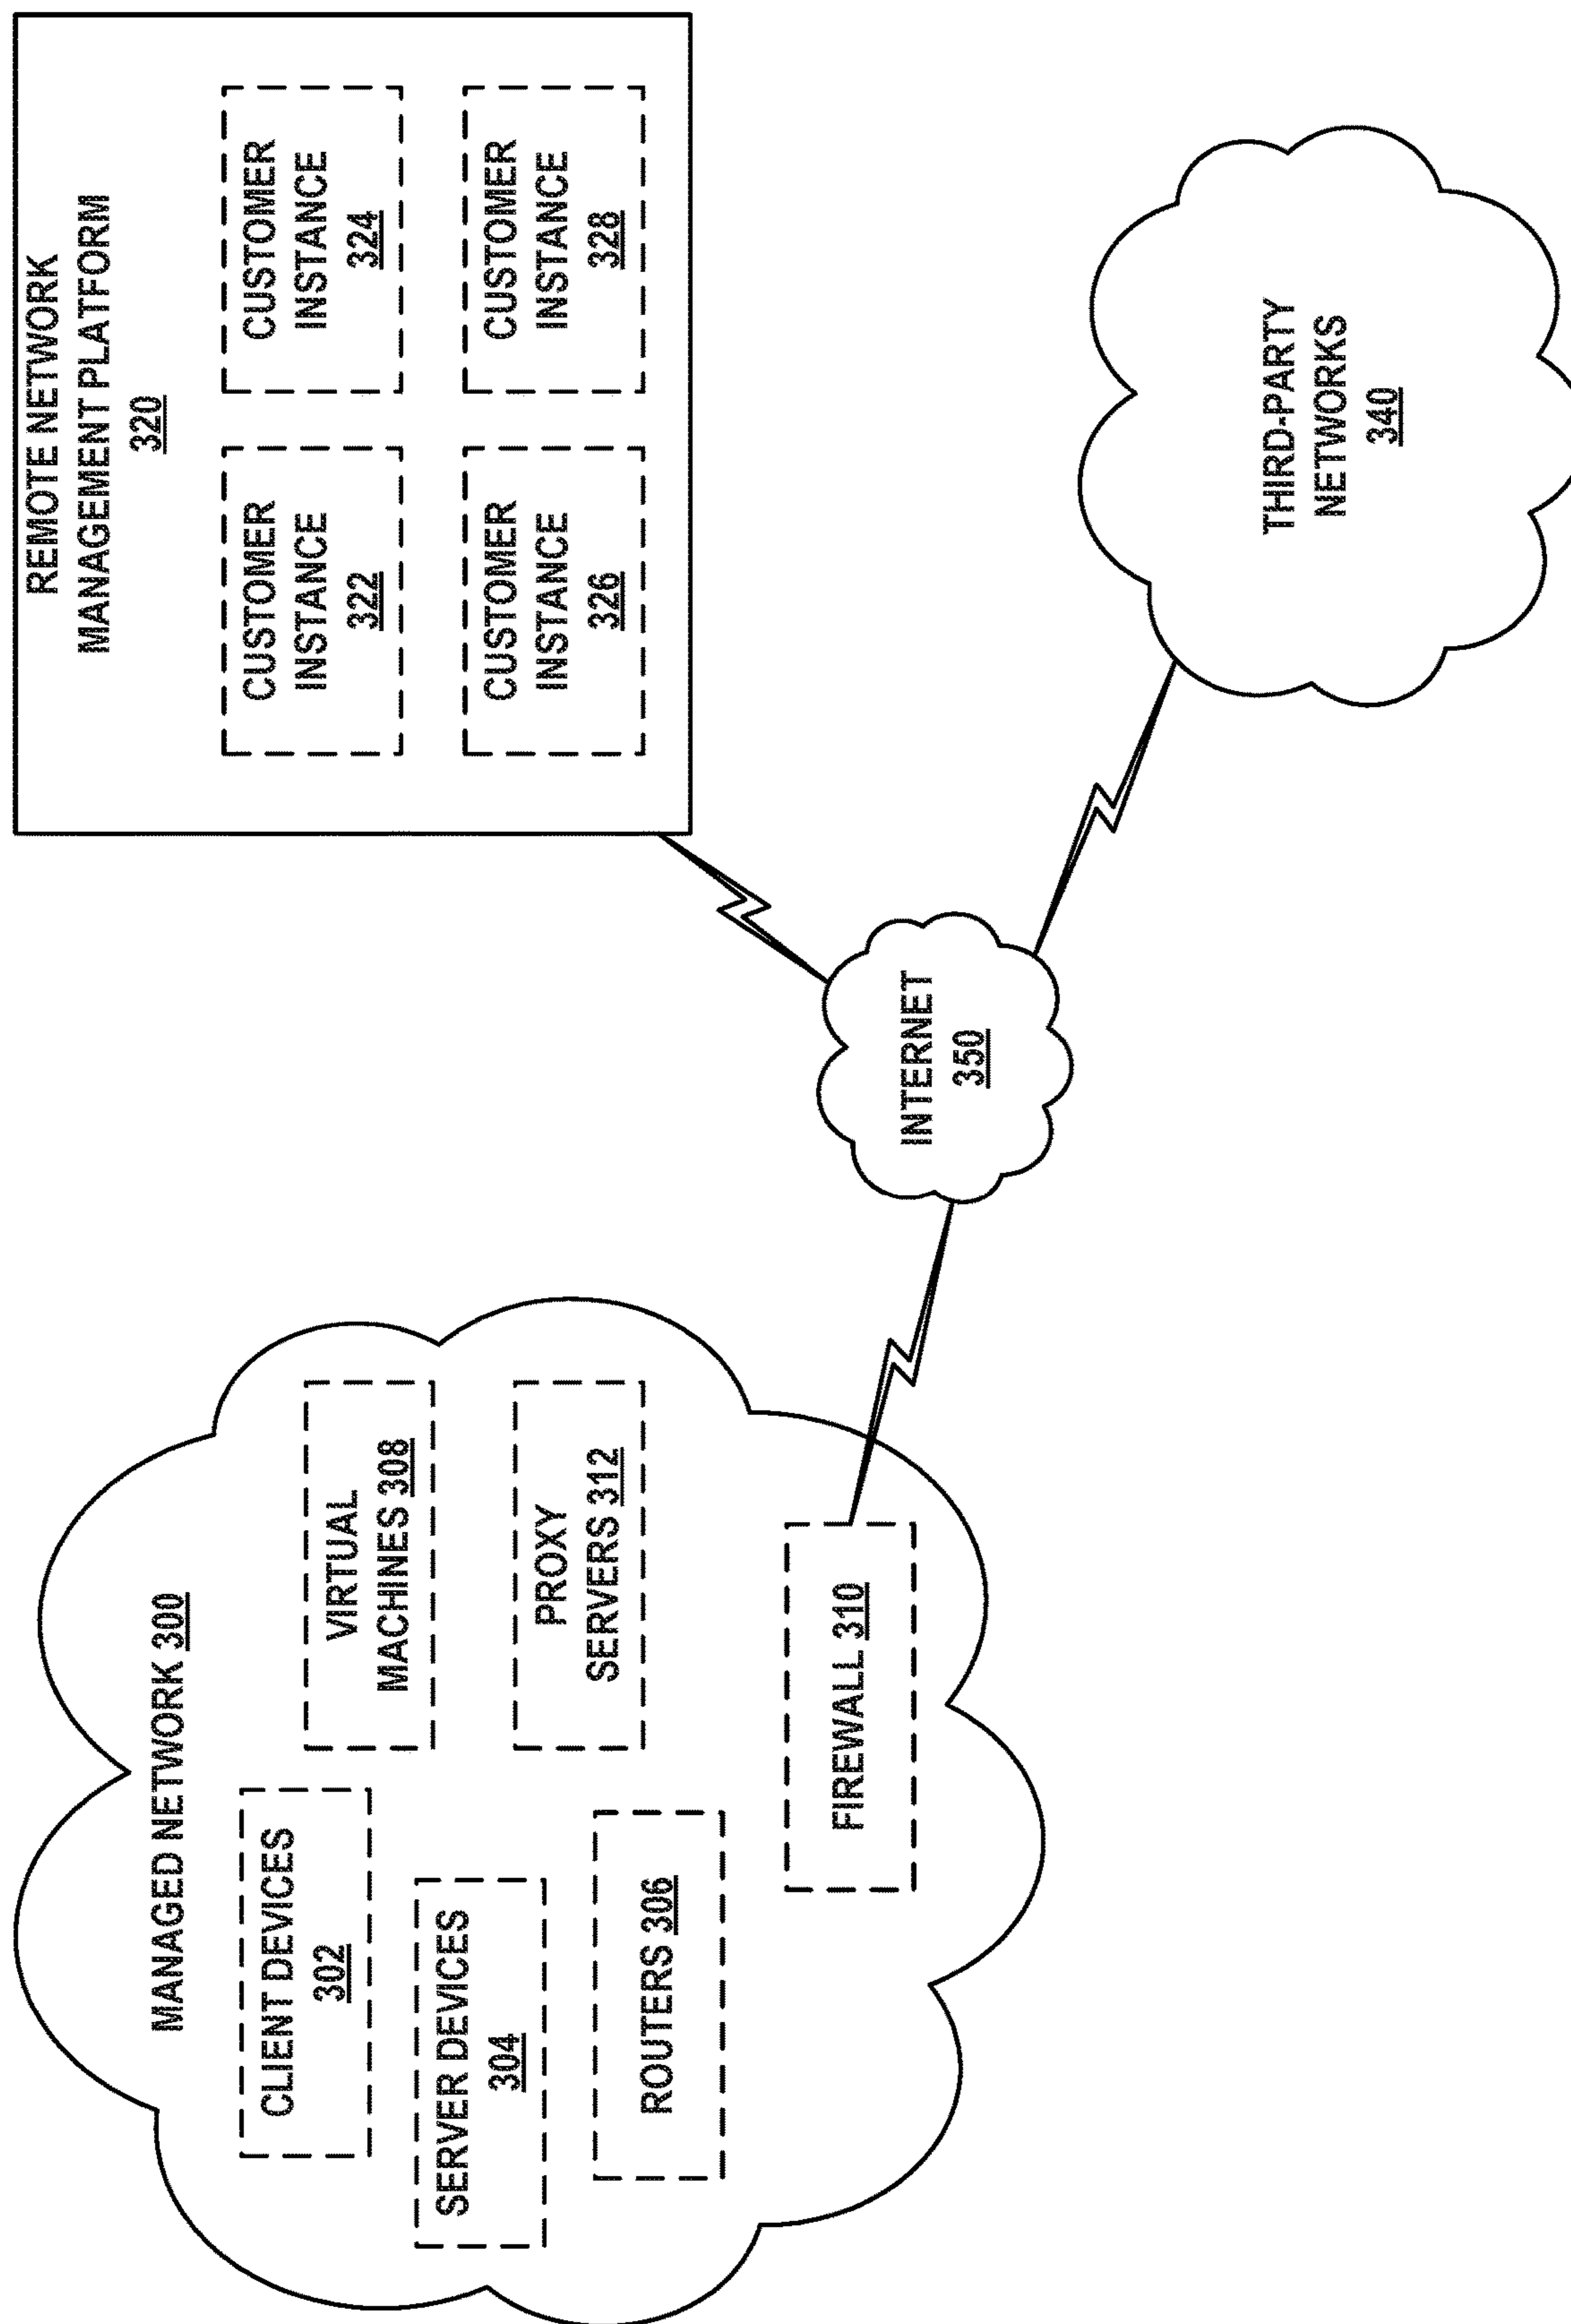 MANAGED NETWORK 300
CLIENT DEVICES
302
SERVER DEVICES
304
ROUTERS 306
VIRTUAL
MACHINES 308
PROXY
SERVERS 312
FIREWALL 310
INTERNET
350
REMOTE NETWORK
MANAGEMENT PLATFORM
320
CUSTOMER
INSTANCE
322
CUSTOMER
INSTANCE
324
CUSTOMER
INSTANCE
326
CUSTOMER
INSTANCE
328
THIRD-PARTY
NETWORKS
340